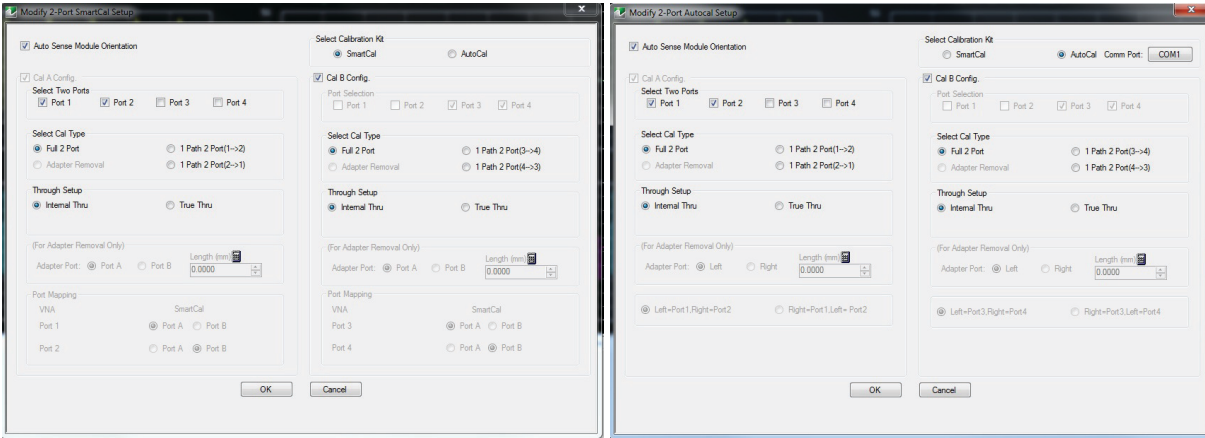 Modify 2-Port SmartCal Setup
x
Auto Sense Module Orientation
Select Calibration Kit
SmartCal AutoCal
Cal A Config.
Select Two Ports
Port 1 Port 2 Port 3 Port 4
Select Cal Type
Full 2 Port 1 Path 2 Port(1-->2)
Adapter Removal 1 Path 2 Port(2-->1)
Through Setup
Internal Thru True Thru
(For Adapter Removal Only)
Length (mm)
Adapter Port: Port A Port B 0.0000
Port Mapping
VNA SmartCal
Port 1 Port A Port B
Port 2 Port A Port B
Cal B Config.
Port Selection
Port 1 Port 2 Port 3 Port 4
Select Cal Type
Full 2 Port 1 Path 2 Port(3-->4)
Adapter Removal 1 Path 2 Port(4-->3)
Through Setup
Internal Thru True Thru
(For Adapter Removal Only)
Length (mm)
Adapter Port: Port A Port B 0.0000
Port Mapping
VNA SmartCal
Port 3 Port A Port B
Port 4 Port A Port B
OK Cancel
Modify 2-Port Autocal Setup
x
Auto Sense Module Orientation
Select Calibration Kit
SmartCal AutoCal Comm Port: COM1
Cal A Config.
Select Two Ports
Port 1 Port 2 Port 3 Port 4
Select Cal Type
Full 2 Port 1 Path 2 Port(1-->2)
Adapter Removal 1 Path 2 Port(2-->1)
Through Setup
Internal Thru True Thru
(For Adapter Removal Only)
Length (mm)
Adapter Port: Left Right 0.0000
Left=Port1,Right=Port2 Right=Port1,Left= Port2
Cal B Config.
Port Selection
Port 1 Port 2 Port 3 Port 4
Select Cal Type
Full 2 Port 1 Path 2 Port(3-->4)
Adapter Removal 1 Path 2 Port(4-->3)
Through Setup
Internal Thru True Thru
(For Adapter Removal Only)
Length (mm)
Adapter Port: Left Right 0.0000
Left=Port3,Right=Port4 Right=Port3,Left=Port4
OK Cancel